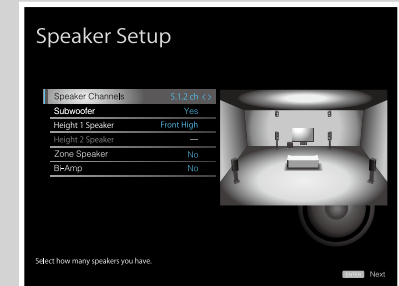 Speaker Setup
Speaker Channels 5.1.2 ch < >
Subwoofer Yes
Height 1 Speaker Front High
Height 2 Speaker ---
Zone Speaker No
Bi-Amp No
Select how many speakers you have.
ENTER Next